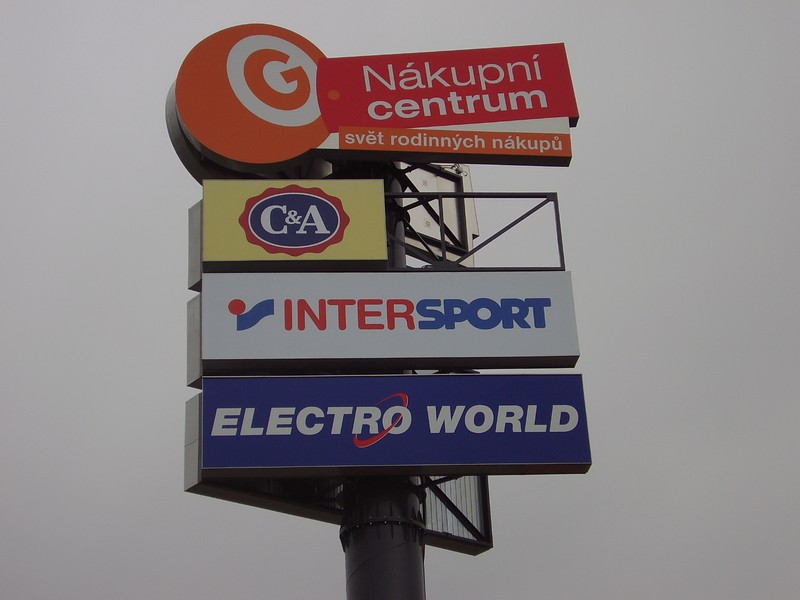 G
Nákupní
centrum
svět rodinných nákupů
C&A
INTERSPORT
ELECTRO WORLD